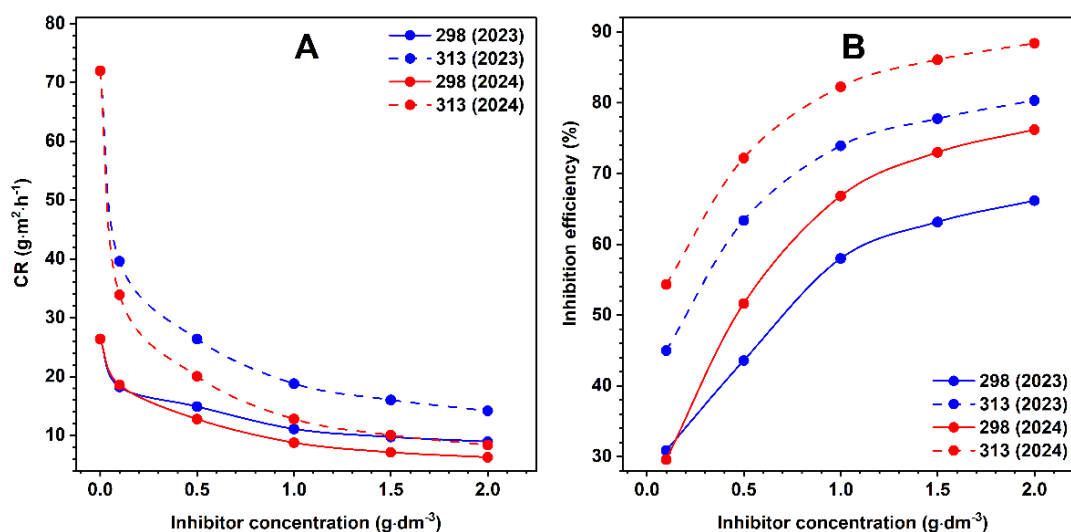 A
298 (2023)
313 (2023)
298 (2024)
313 (2024)
80
70
60
50
40
30
20
10
CR (g·m²·h⁻¹)
0.0 0.5 1.0 1.5 2.0
Inhibitor concentration (g·dm⁻³)
B
90
80
70
60
50
40
30
Inhibition efficiency (%)
298 (2023)
313 (2023)
298 (2024)
313 (2024)
0.0 0.5 1.0 1.5 2.0
Inhibitor concentration (g·dm⁻³)